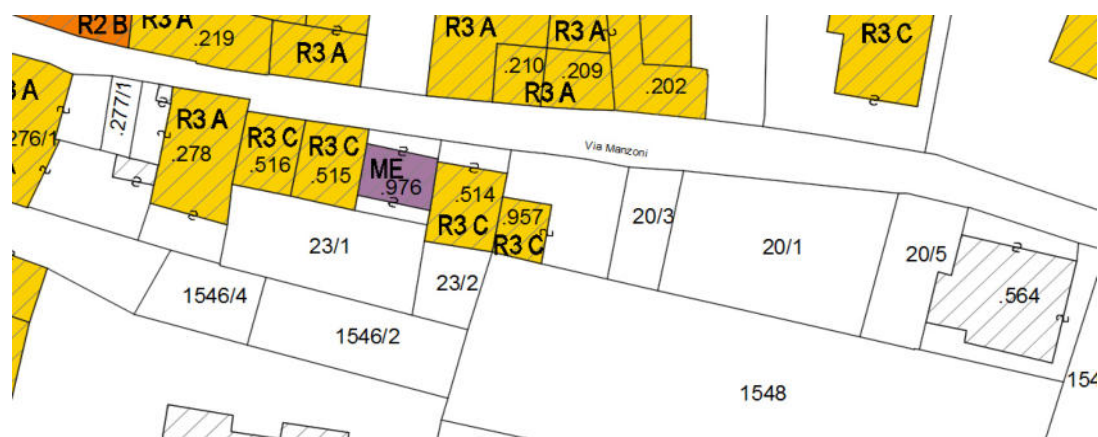 R2 B
R3 A
.219
R3 A
R3 A
R3 A
R3 C
.210
.209
R3 A
.202
.277/1
R3 A
.278
R3 C
.516
R3 C
.515
ME
.976
.514
R3 C
.957
R3 C
Via Manzoni
276/1
20/3
20/1
20/5
.564
23/1
23/2
1546/4
1546/2
1548